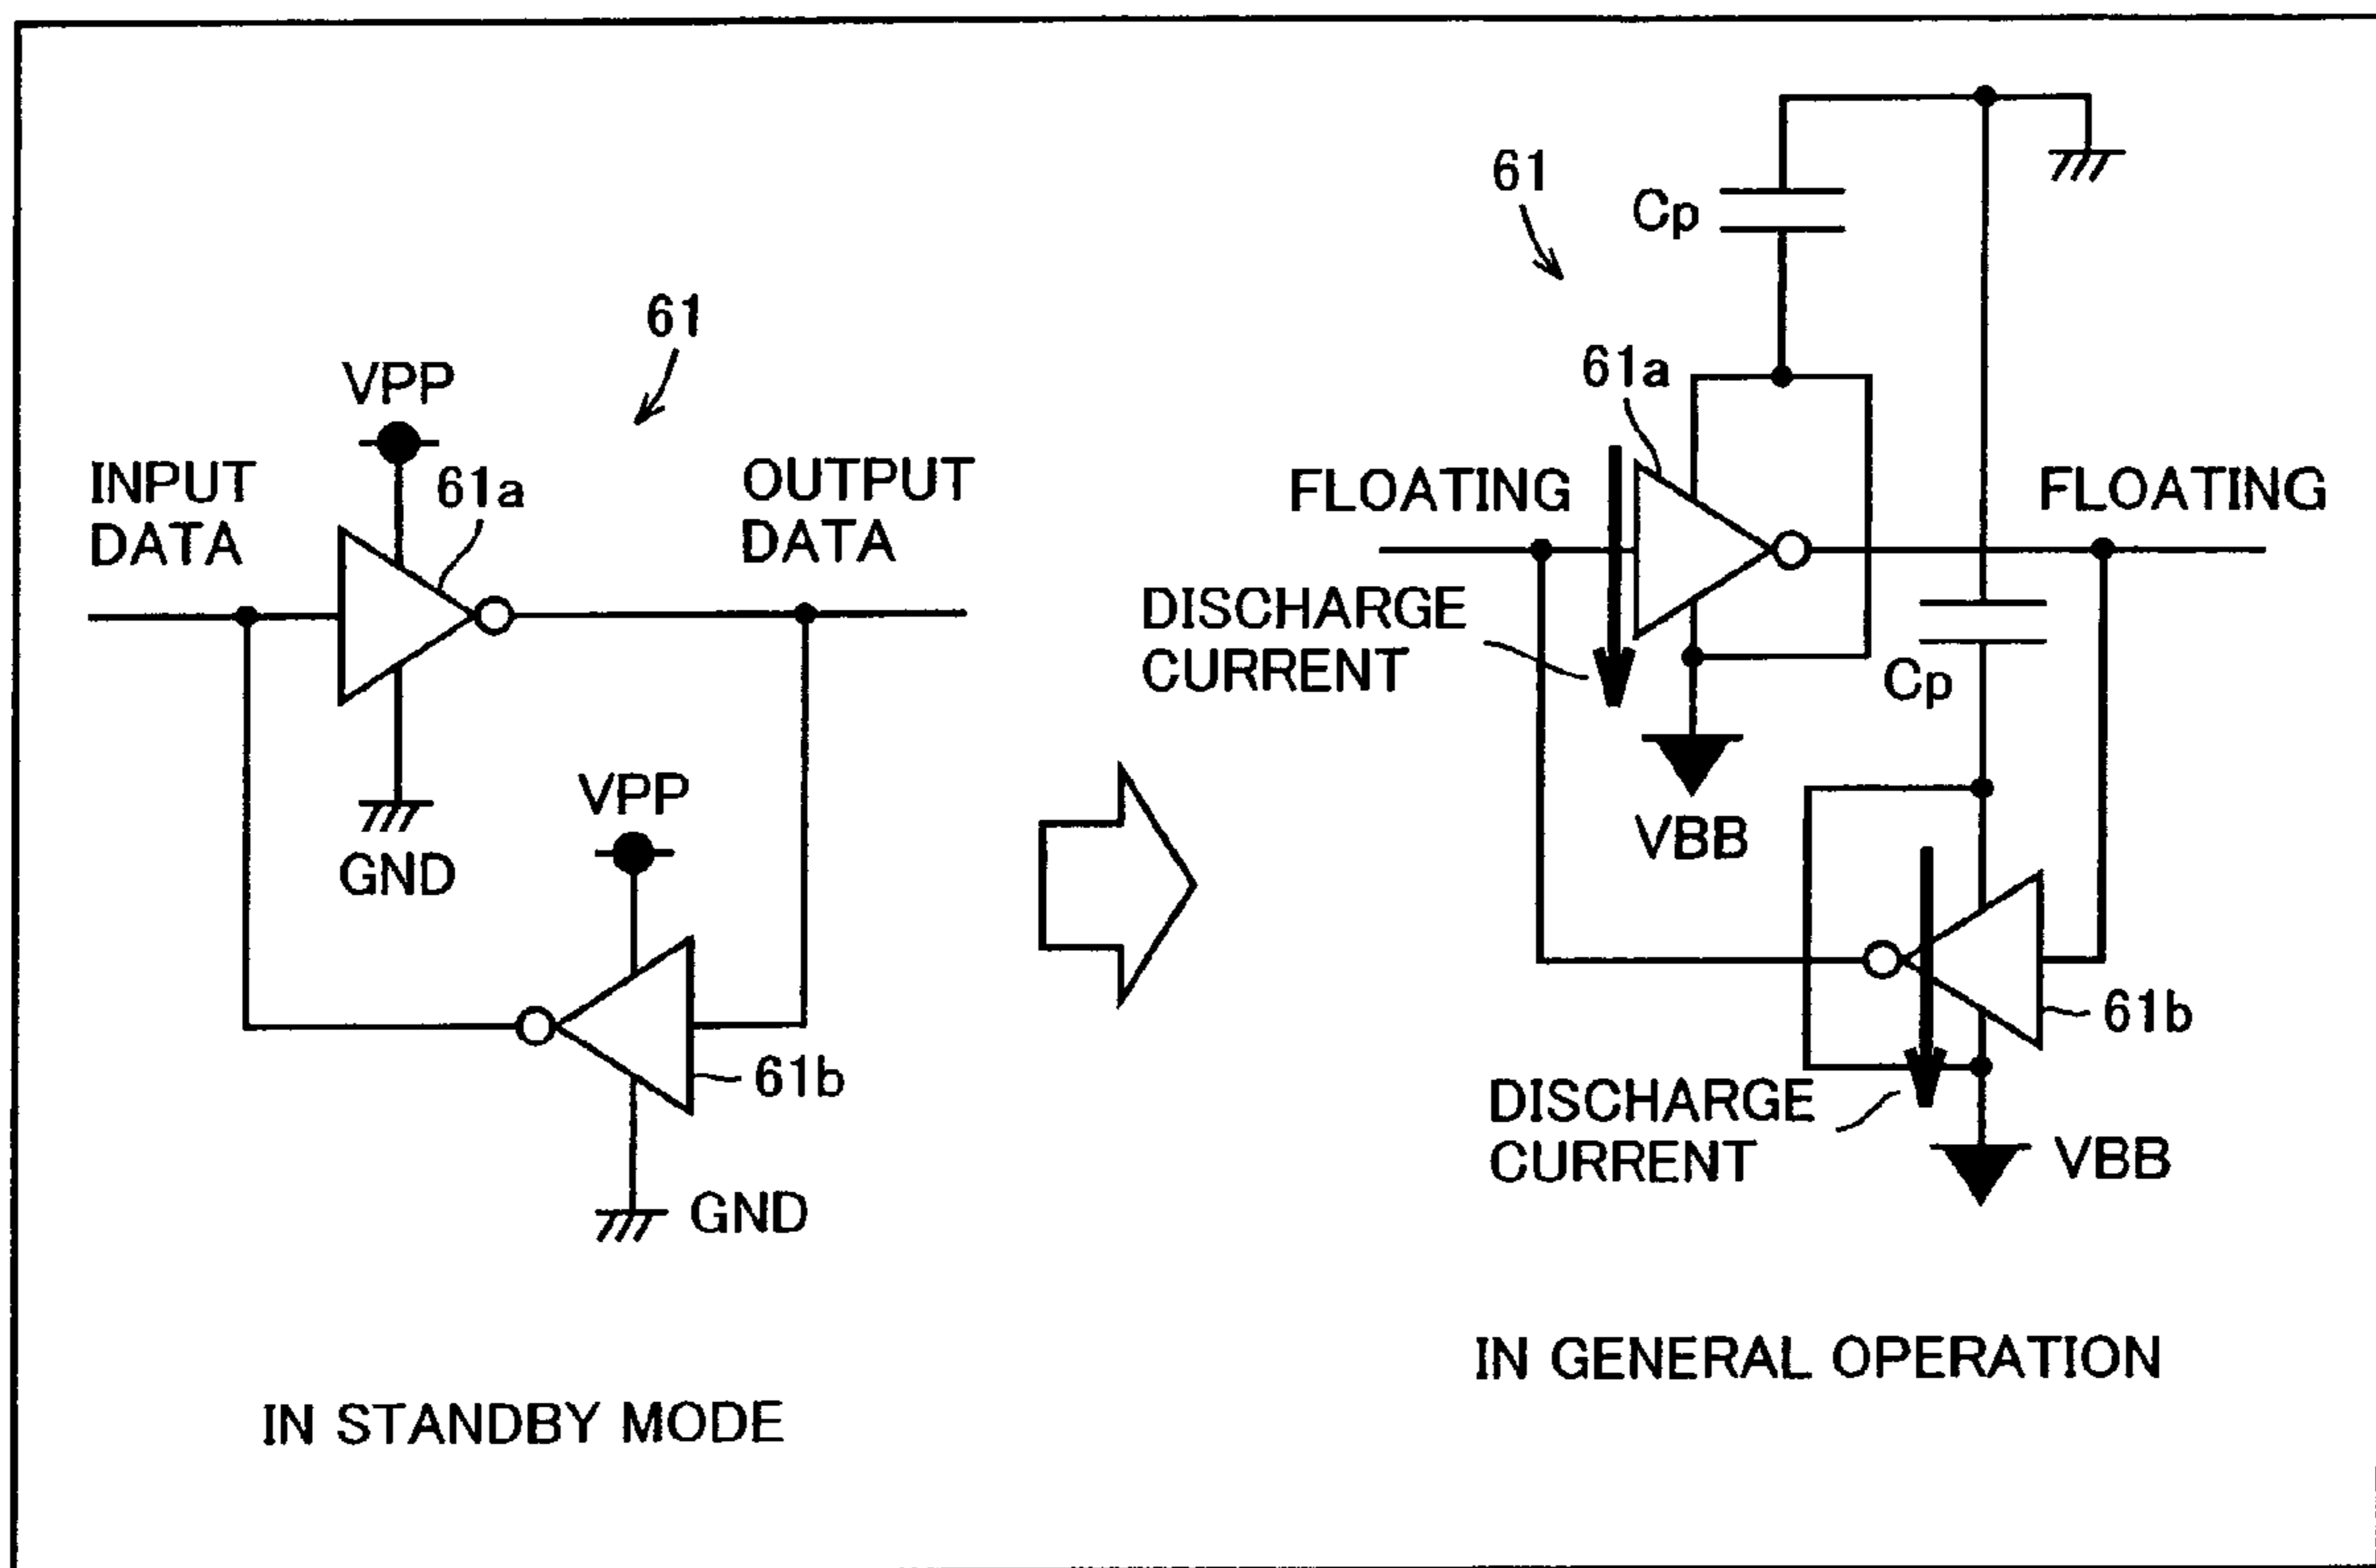 61
VPP
INPUT
DATA
61a
OUTPUT
DATA
GND
VPP
61b
GND
IN STANDBY MODE
61
Cp
61a
FLOATING
FLOATING
DISCHARGE
CURRENT
Cp
VBB
61b
DISCHARGE
CURRENT
VBB
IN GENERAL OPERATION